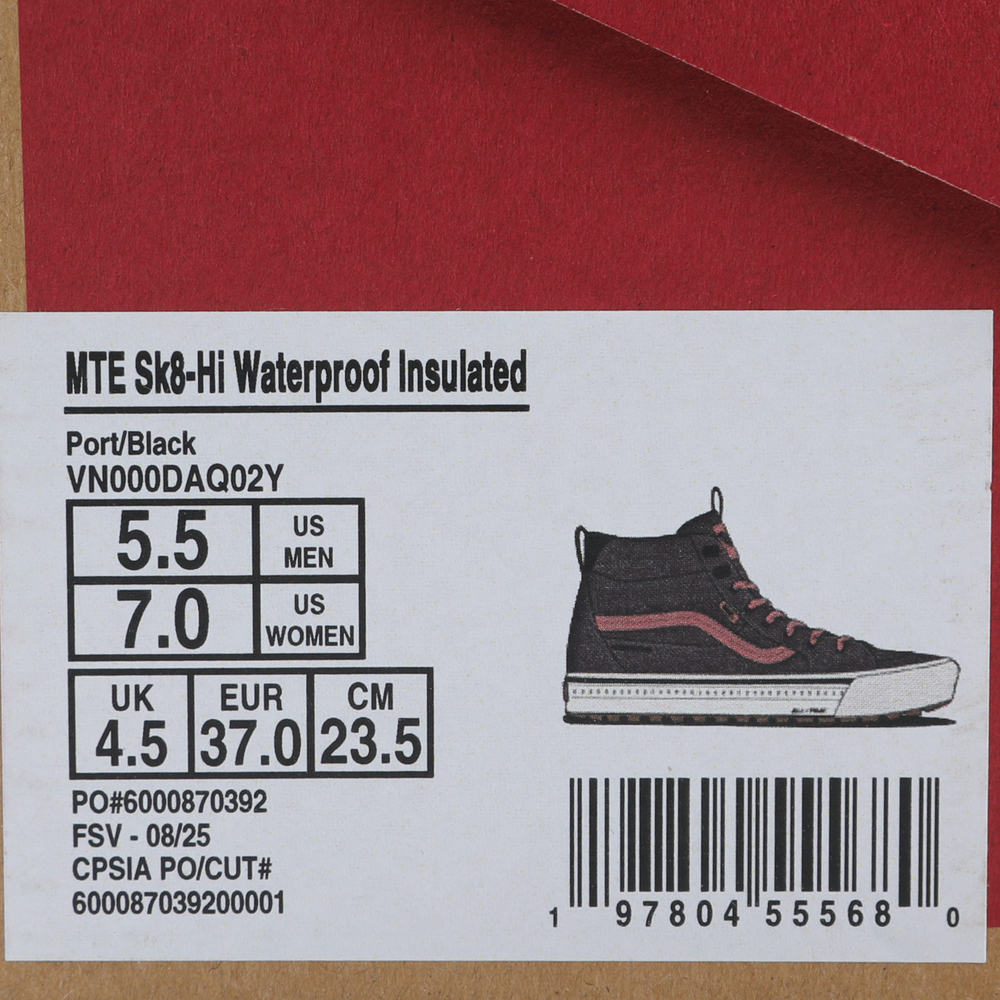 MTE Sk8-Hi Waterproof Insulated
Port/Black
VN000DAQ02Y
5.5 US MEN
7.0 US WOMEN
UK EUR CM
4.5 37.0 23.5
PO#6000870392
FSV - 08/25
CPSIA PO/CUT#
600087039200001
1 97804 55568 0